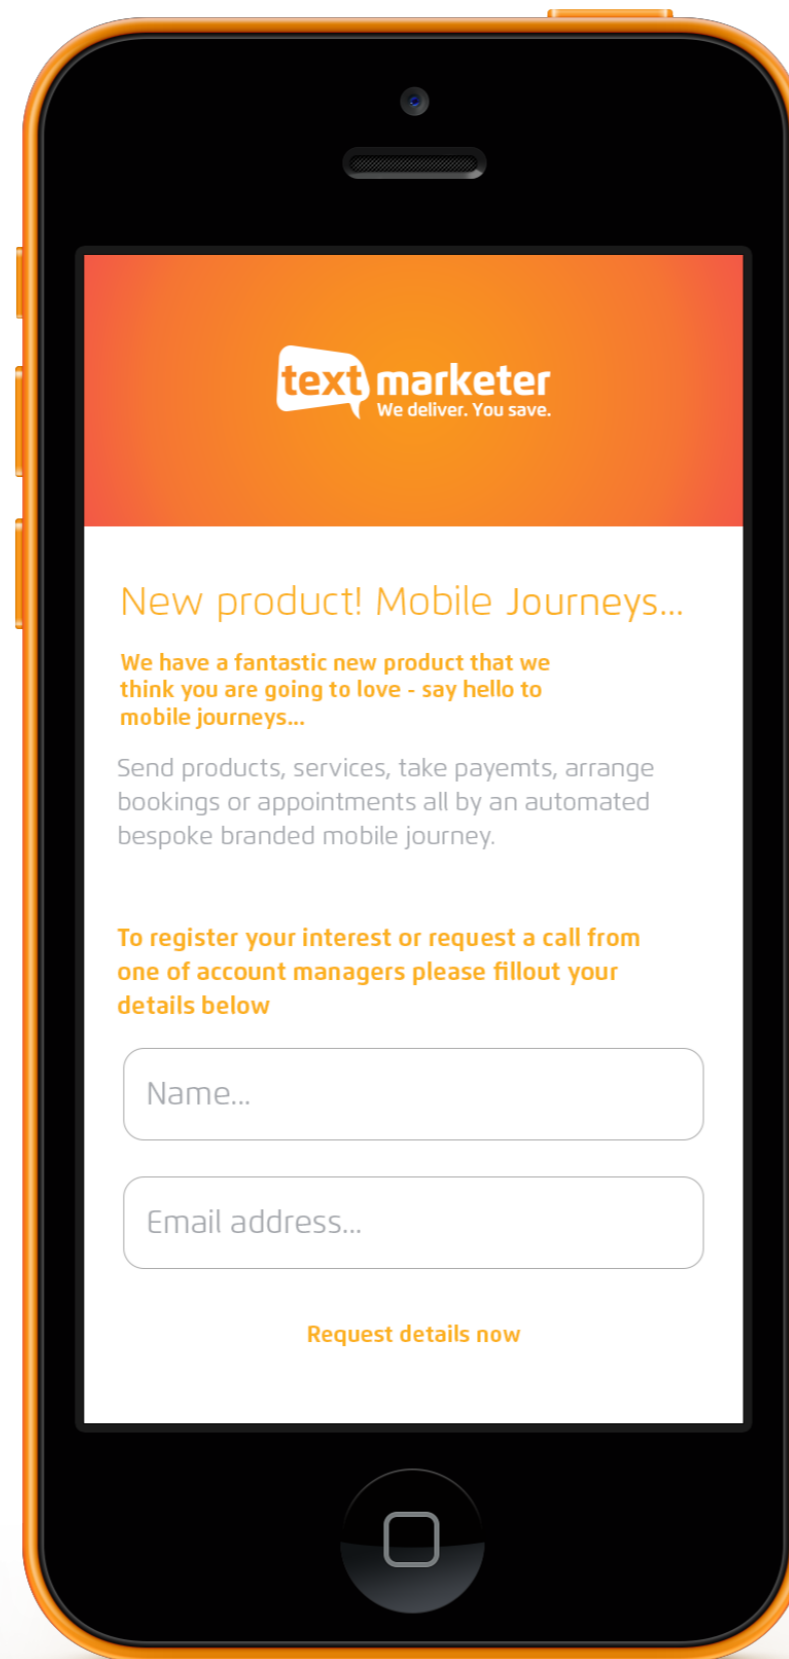 text marketer
We deliver. You save.
New product! Mobile Journeys...
We have a fantastic new product that we
think you are going to love - say hello to
mobile journeys...
Send products, services, take payemts, arrange
bookings or appointments all by an automated
bespoke branded mobile journey.
To register your interest or request a call from
one of account managers please fillout your
details below
Name...
Email address...
Request details now